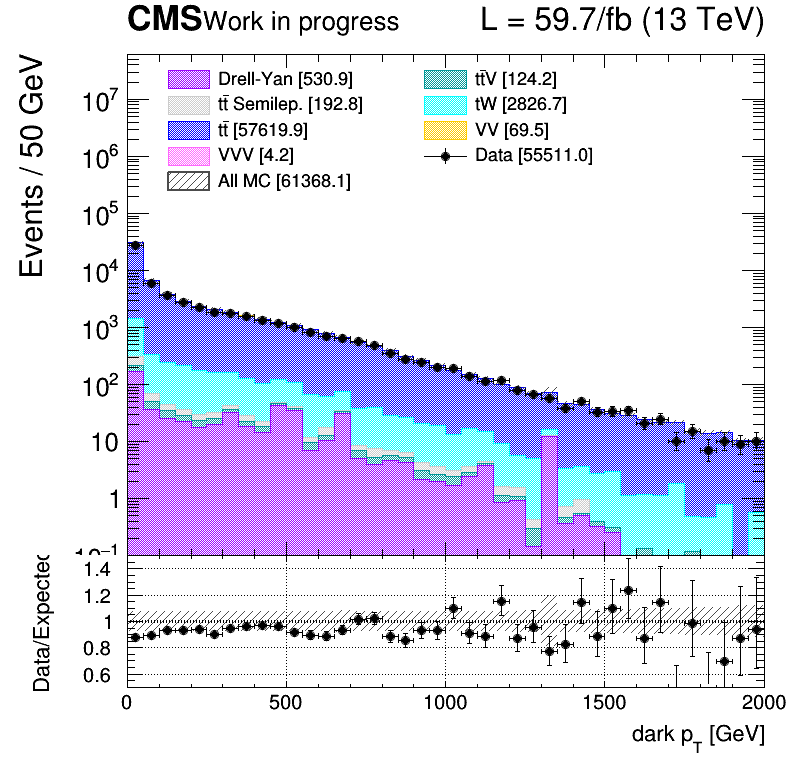 CMS Work in progress L = 59.7/fb (13 TeV)
Events / 50 GeV
Drell-Yan [530.9]
tt̄ Semilep. [192.8]
tt̄ [57619.9]
VVV [4.2]
All MC [61368.1]
tt̄V [124.2]
tW [2826.7]
VV [69.5]
Data [55511.0]
10⁷
10⁶
10⁵
10⁴
10³
10²
10
1
10⁻¹
Data/Expected
1.4
1.2
1
0.8
0.6
0 500 1000 1500 2000
dark p_T [GeV]